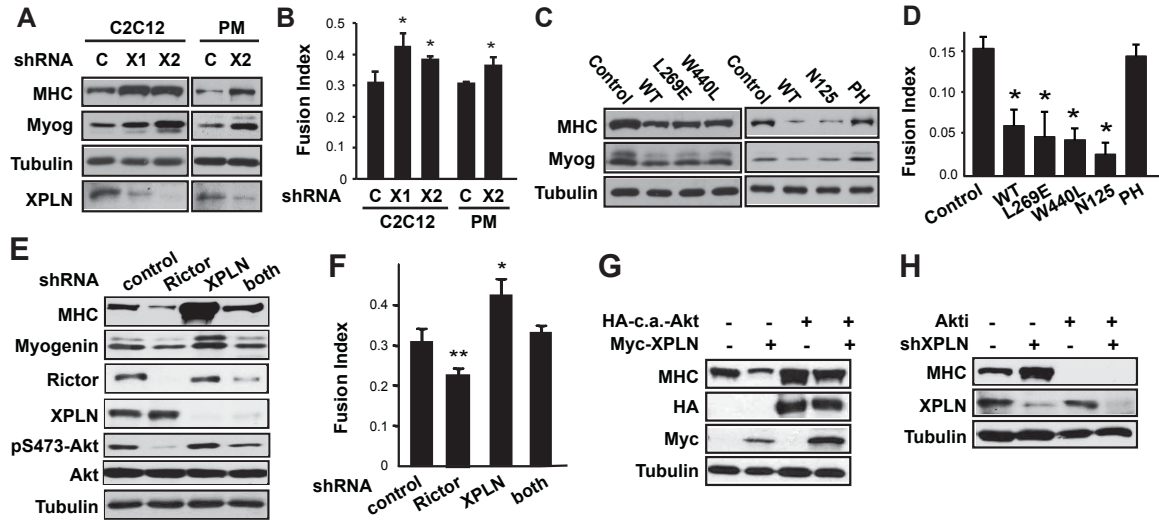 A
C2C12 PM
shRNA C X1 X2 C X2
MHC
Myog
Tubulin
XPLN
B
Fusion Index
0.5
0.4
0.3
0.2
0.1
0
* * *
shRNA C X1 X2 C X2
C2C12 PM
C
Control WT L269E W440L Control WT N125 PH
MHC
Myog
Tubulin
D
Fusion Index
0.15
0.10
0.05
0.0
* * * *
Control WT L269E W440L N125 PH
E
shRNA control Rictor XPLN both
MHC
Myogenin
Rictor
XPLN
pS473-Akt
Akt
Tubulin
F
Fusion Index
0.4
0.3
0.2
0.1
0
** *
shRNA control Rictor XPLN both
G
HA-c.a.-Akt - - + +
Myc-XPLN - + - +
MHC
HA
Myc
Tubulin
H
Akti - - + +
shXPLN - + - +
MHC
XPLN
Tubulin